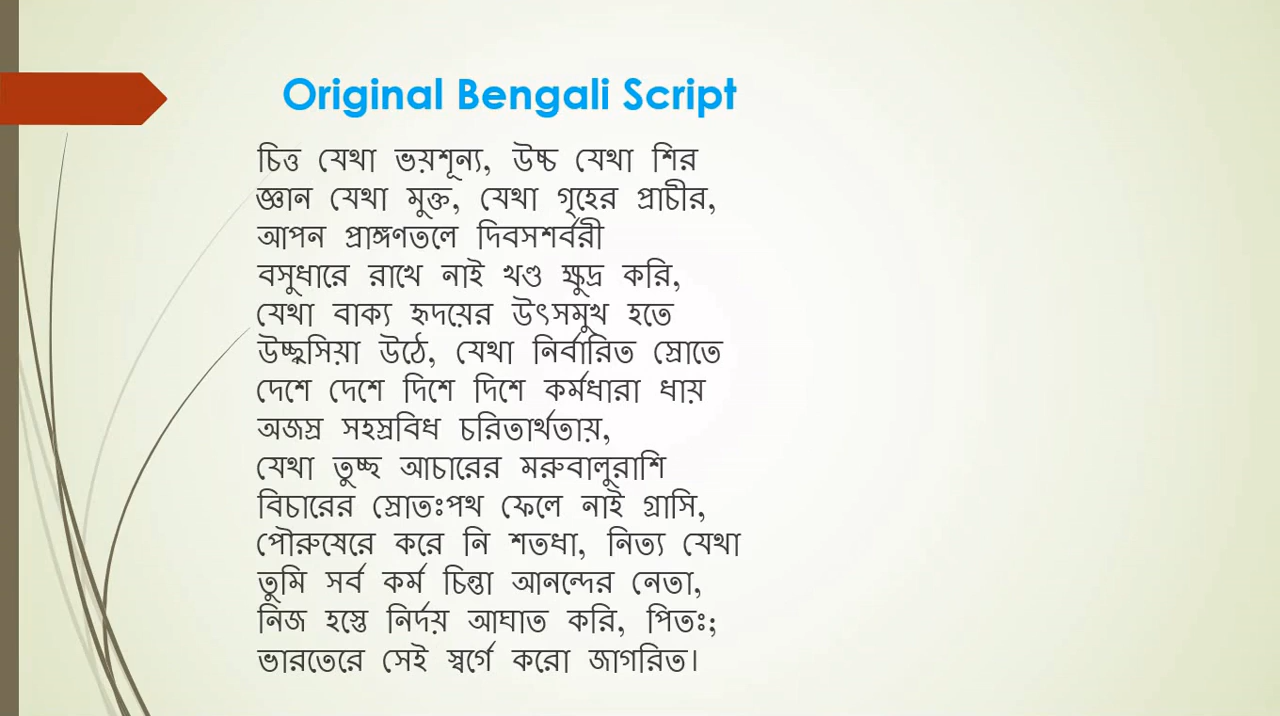 Original Bengali Script
চিত্ত যেথা ভয়শূন্য, উচ্চ যেথা শির
জ্ঞান যেথা মুক্ত, যেথা গৃহের প্রাচীর,
আপন প্রাঙ্গণতলে দিবসশর্বরী
বসুধারে রাখে নাই খণ্ড ক্ষুদ্র করি,
যেথা বাক্য হৃদয়ের উৎসমুখ হতে
উচ্ছ্বসিয়া উঠে, যেথা নির্বারিত স্রোতে
দেশে দেশে দিশে দিশে কর্মধারা ধায়
অজস্র সহস্রবিধ চরিতার্থতায়,
যেথা তুচ্ছ আচারের মরুবালুরাশি
বিচারের স্রোতঃপথ ফেলে নাই গ্রাসি,
পৌরুষেরে করে নি শতধা, নিত্য যেথা
তুমি সর্ব কর্ম চিন্তা আনন্দের নেতা,
নিজ হস্তে নির্দয় আঘাত করি, পিতঃ;
ভারতেরে সেই স্বর্গে করো জাগরিত।